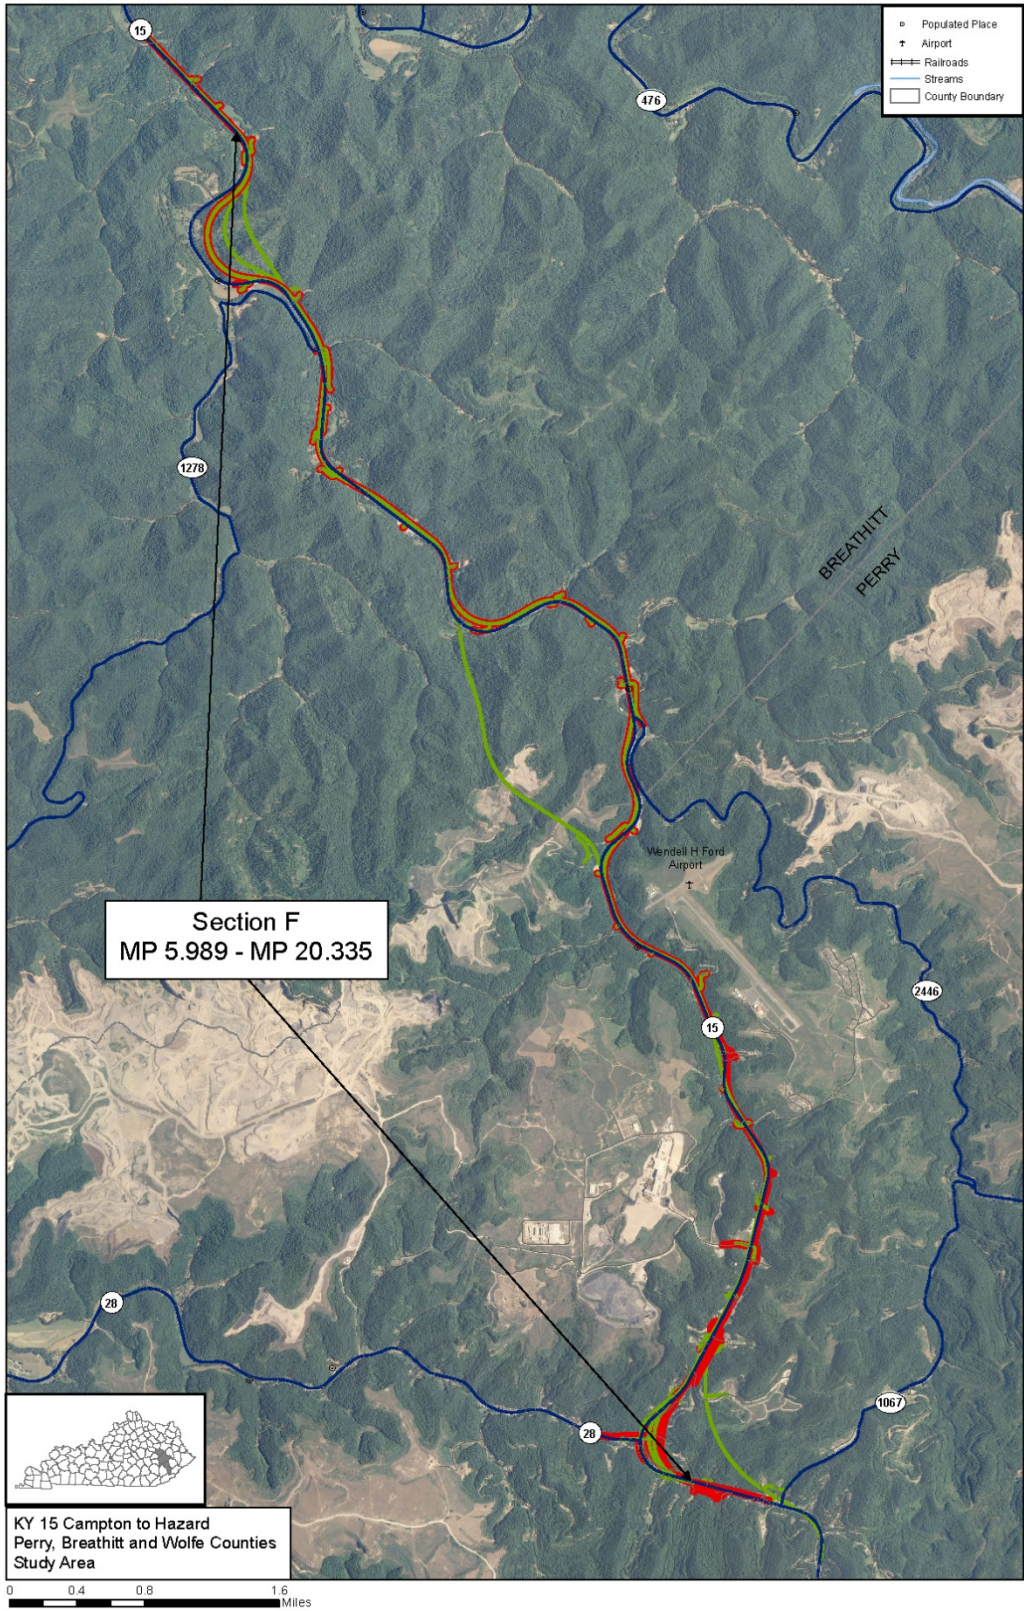 15
476
Populated Place
Airport
Railroads
Streams
County Boundary
1278
BREATHITT
PERRY
Wendell H Ford
Airport
Section F
MP 5.989 - MP 20.335
2446
15
28
1067
28
KY 15 Campton to Hazard
Perry, Breathitt and Wolfe Counties
Study Area
0 0.4 0.8 1.6
Miles